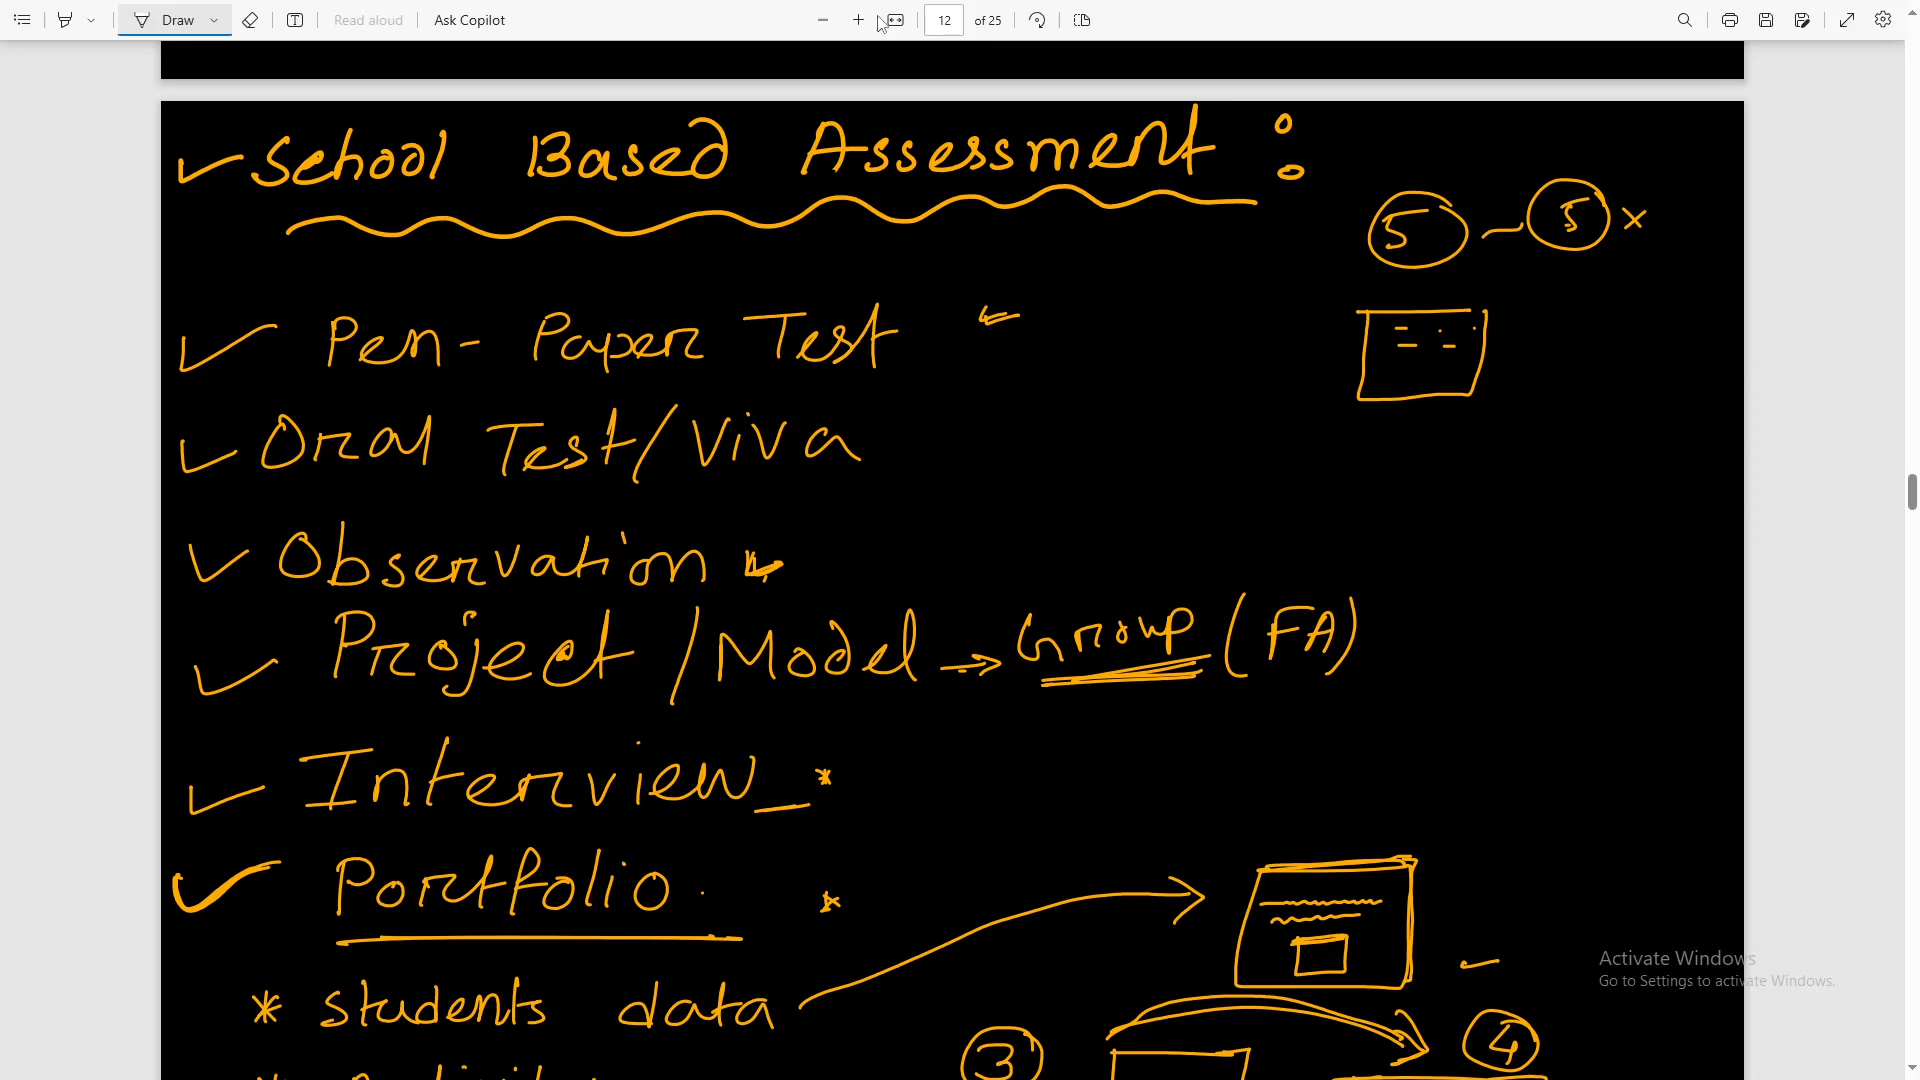 Draw
Read aloud
Ask Copilot
12 of 25
School Based Assessment :
5 - 5 ×
Pen - Paper Test
Oral Test/Viva
Observation
Project / Model → Group (FA)
Interview *
Portfolio
* students data
3
4
Activate Windows
Go to Settings to activate Windows.